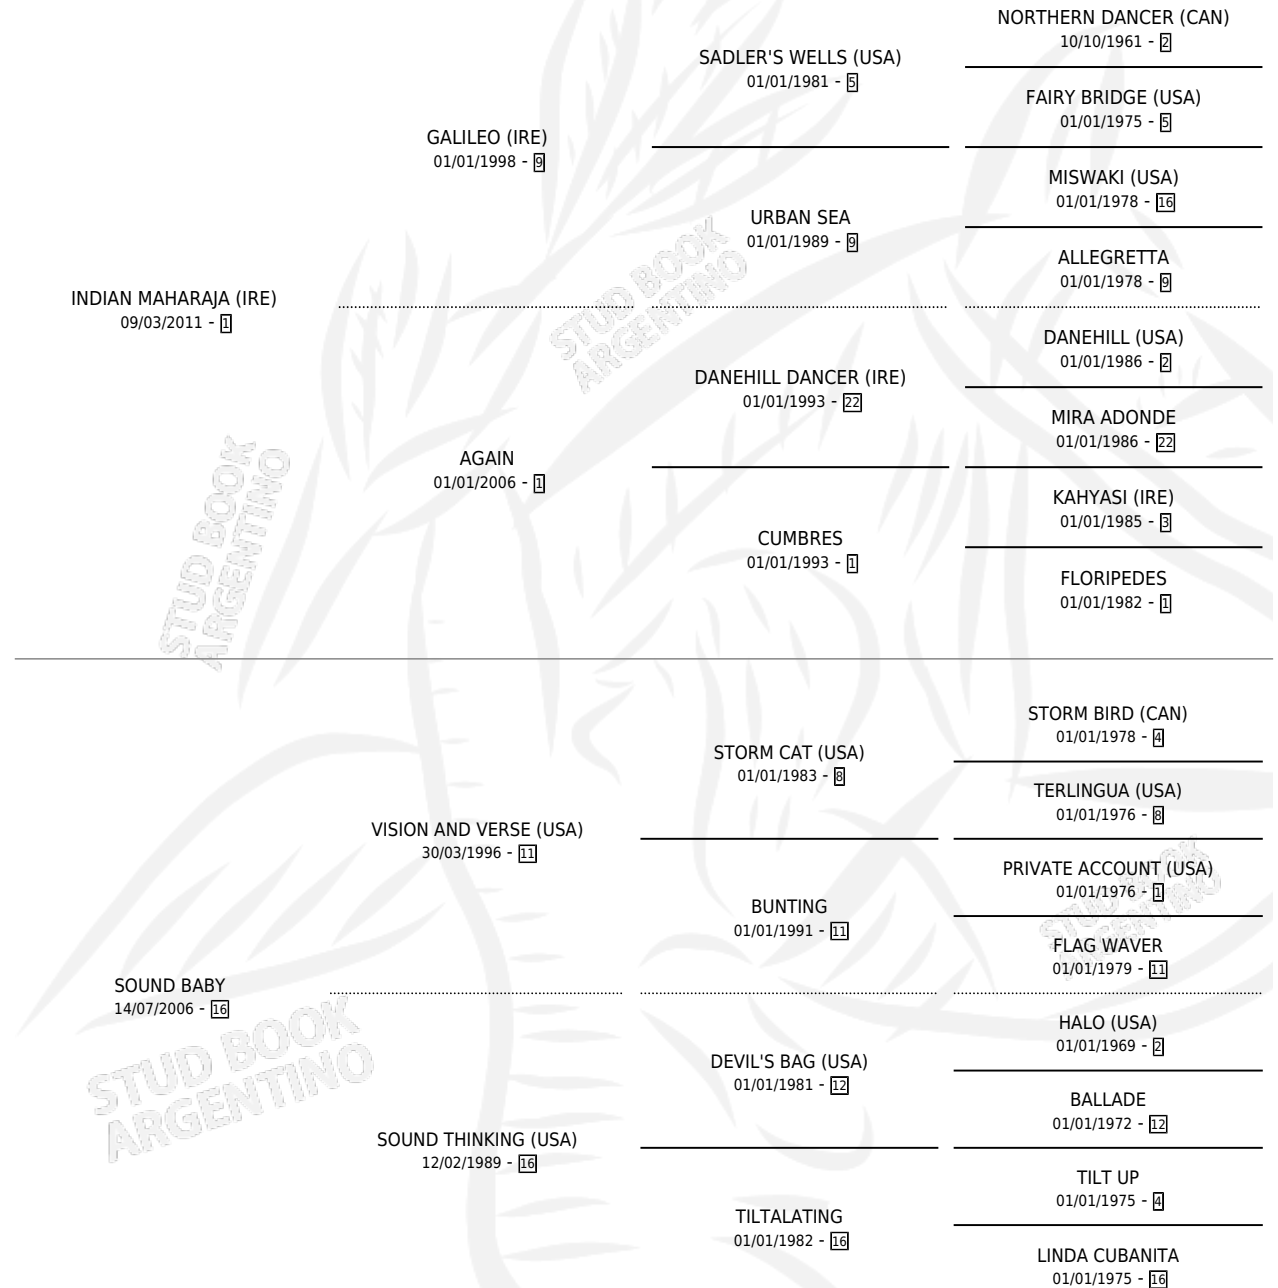 NORTHERN DANCER (CAN)
10/10/1961 - 2
SADLER'S WELLS (USA)
01/01/1981 - 5
FAIRY BRIDGE (USA)
01/01/1975 - 5
GALILEO (IRE)
01/01/1998 - 9
MISWAKI (USA)
01/01/1978 - 16
URBAN SEA
01/01/1989 - 9
ALLEGRETTA
01/01/1978 - 9
INDIAN MAHARAJA (IRE)
09/03/2011 - 1
DANEHILL (USA)
01/01/1986 - 2
DANEHILL DANCER (IRE)
01/01/1993 - 22
MIRA ADONDE
01/01/1986 - 22
AGAIN
01/01/2006 - 1
KAHYASI (IRE)
01/01/1985 - 3
CUMBRES
01/01/1993 - 1
FLORIPEDES
01/01/1982 - 1
STORM BIRD (CAN)
01/01/1978 - 4
STORM CAT (USA)
01/01/1983 - 8
TERLINGUA (USA)
01/01/1976 - 8
VISION AND VERSE (USA)
30/03/1996 - 11
PRIVATE ACCOUNT (USA)
01/01/1976 - 1
BUNTING
01/01/1991 - 11
FLAG WAVER
01/01/1979 - 11
SOUND BABY
14/07/2006 - 16
HALO (USA)
01/01/1969 - 2
DEVIL'S BAG (USA)
01/01/1981 - 12
BALLADE
01/01/1972 - 12
SOUND THINKING (USA)
12/02/1989 - 16
TILT UP
01/01/1975 - 4
TILTALATING
01/01/1982 - 16
LINDA CUBANITA
01/01/1975 - 16
STUD BOOK
ARGENTINO
STUD BOOK
ARGENTINO
STUD BOOK
ARGENTINO
STUD BOOK
ARGENTINO